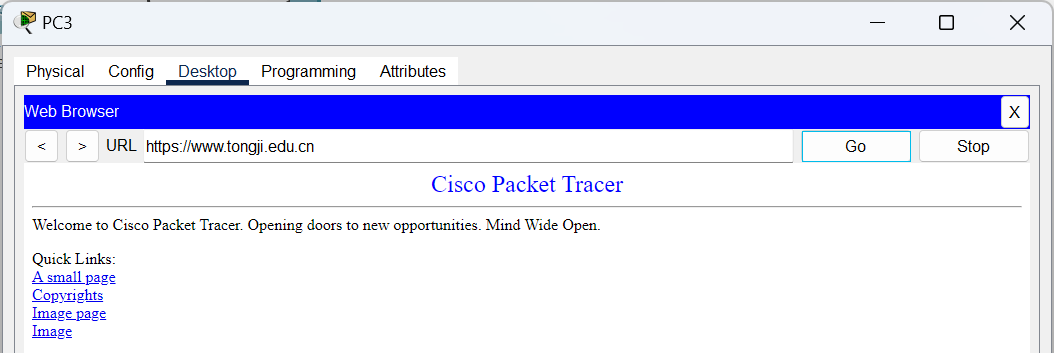 PC3
Physical Config Desktop Programming Attributes
Web Browser X
< > URL https://www.tongji.edu.cn Go Stop
Cisco Packet Tracer
Welcome to Cisco Packet Tracer. Opening doors to new opportunities. Mind Wide Open.
Quick Links:
A small page
Copyrights
Image page
Image